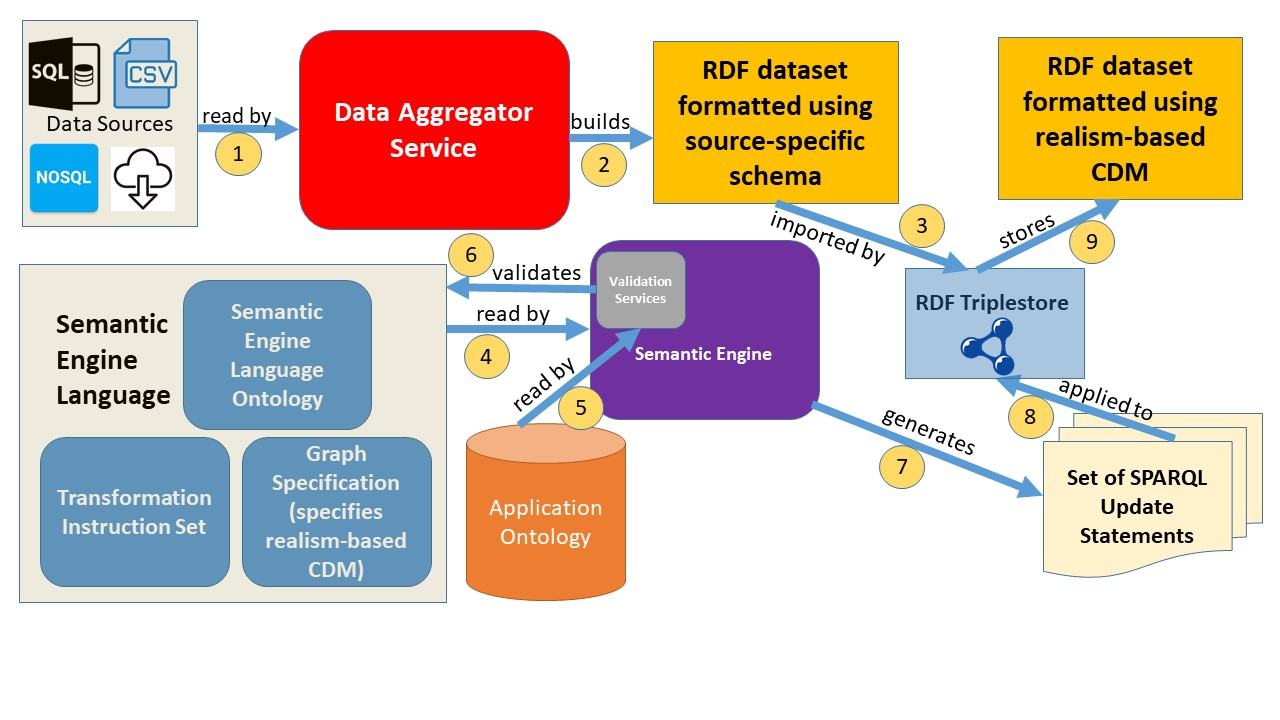 SQL
CSV
Data Sources
NOSQL
read by
1
Data Aggregator
Service
builds
2
RDF dataset
formatted using
source-specific
schema
RDF dataset
formatted using
realism-based
CDM
imported by
3
stores
9
RDF Triplestore
6
validates
read by
4
Validation
Services
Semantic Engine
read by
5
Semantic
Engine
Language
Semantic
Engine
Language
Ontology
Transformation
Instruction Set
Graph
Specification
(specifies
realism-based
CDM)
Application
Ontology
generates
7
applied to
8
Set of SPARQL
Update
Statements